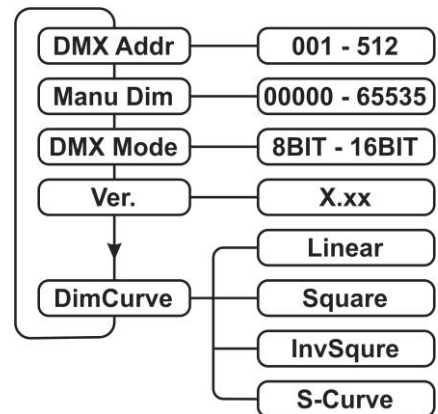 DMX Addr
001 - 512
Manu Dim
00000 - 65535
DMX Mode
8BIT - 16BIT
Ver.
X.xx
DimCurve
Linear
Square
InvSqure
S-Curve